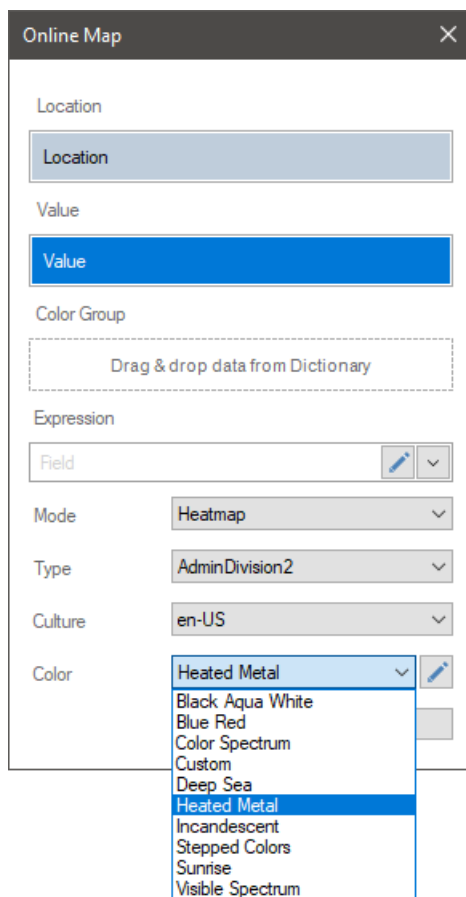 Online Map
Location
Location
Value
Value
Color Group
Drag & drop data from Dictionary
Expression
Field
Mode Heatmap
Type AdminDivision2
Culture en-US
Color Heated Metal
Black Aqua White
Blue Red
Color Spectrum
Custom
Deep Sea
Heated Metal
Incandescent
Stepped Colors
Sunrise
Visible Spectrum